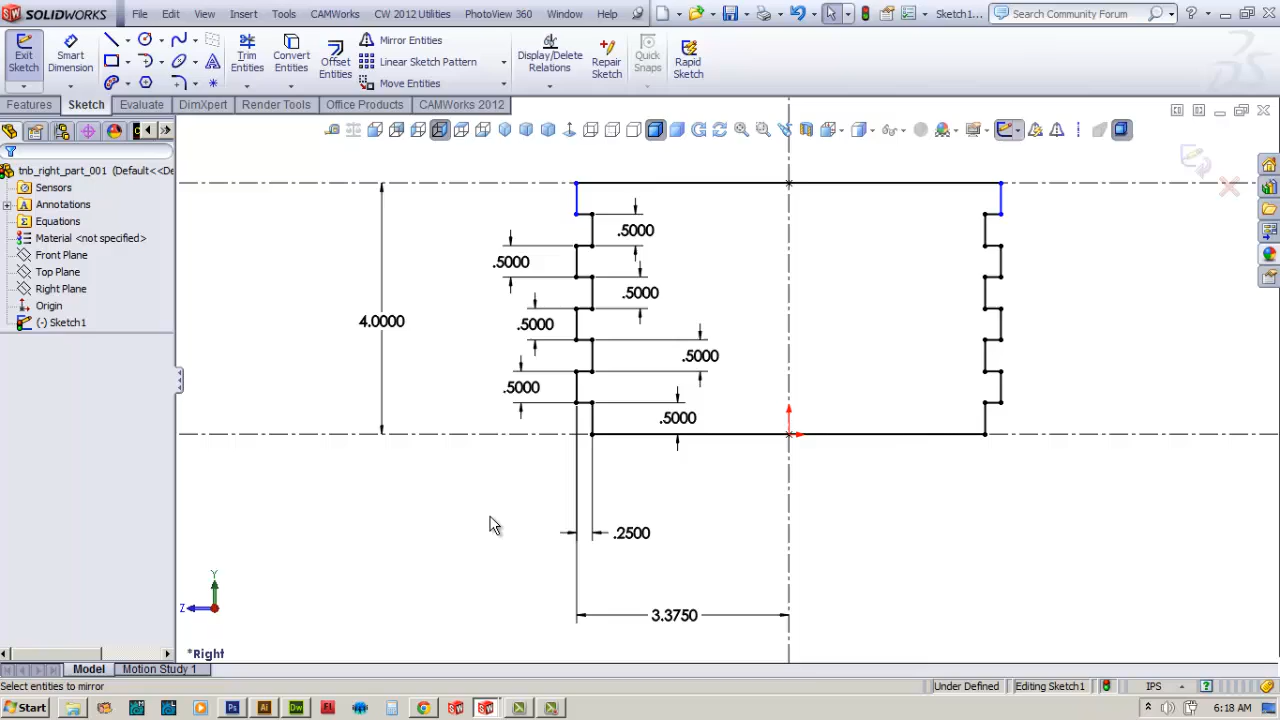 SOLIDWORKS File Edit View Insert Tools CAMWorks CW 2012 Utilities PhotoView 360 Window Help Sketch1... Search Community Forum
Exit Sketch
Smart Dimension
Trim Entities
Convert Entities
Offset Entities
Mirror Entities
Linear Sketch Pattern
Move Entities
Display/Delete Relations
Repair Sketch
Quick Snaps
Rapid Sketch
Features Sketch Evaluate DimXpert Render Tools Office Products CAMWorks 2012
tnb_right_part_001 (Default<<De
Sensors
Annotations
Equations
Material <not specified>
Front Plane
Top Plane
Right Plane
Origin
(-) Sketch1
.5000
.5000
.5000
4.0000
.5000
.5000
.5000
.5000
.2500
3.3750
Y
Z
*Right
Model Motion Study 1
Select entities to mirror Under Defined Editing Sketch1 IPS
Start Ps Ai Dw Fl 6:18 AM